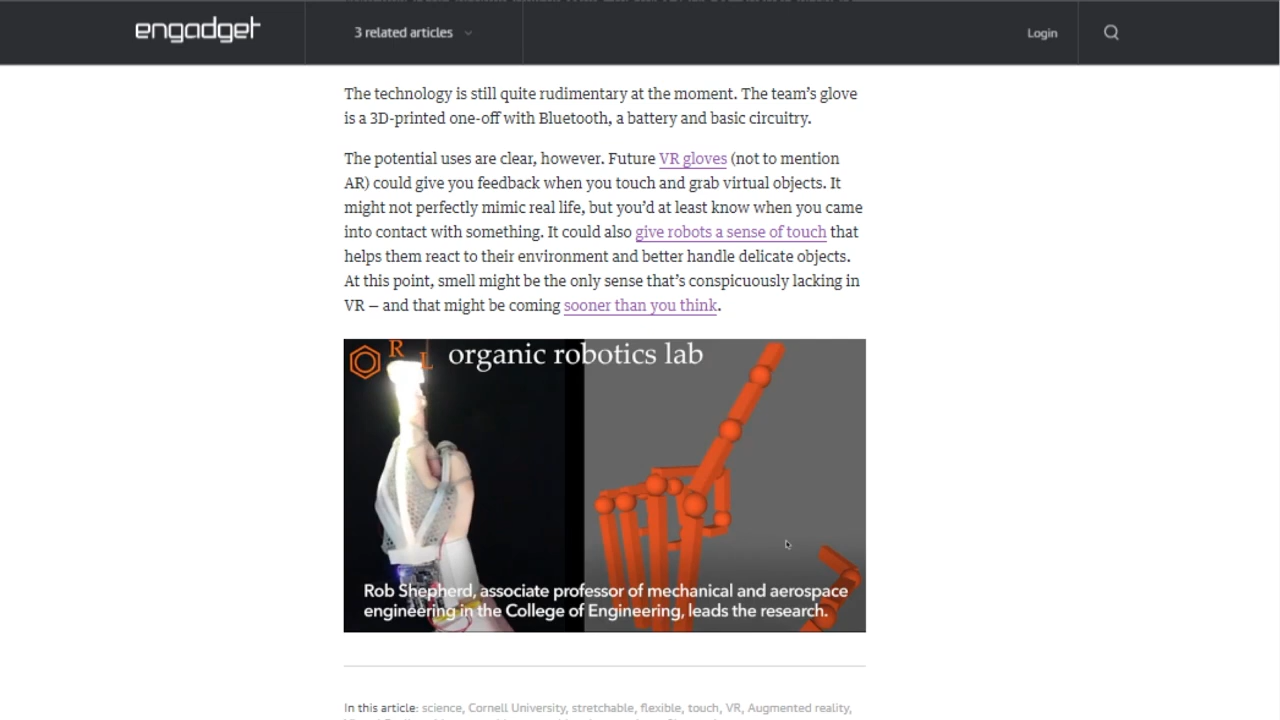 engadget
3 related articles
Login
The technology is still quite rudimentary at the moment. The team’s glove
is a 3D-printed one-off with Bluetooth, a battery and basic circuitry.
The potential uses are clear, however. Future VR gloves (not to mention
AR) could give you feedback when you touch and grab virtual objects. It
might not perfectly mimic real life, but you’d at least know when you came
into contact with something. It could also give robots a sense of touch that
helps them react to their environment and better handle delicate objects.
At this point, smell might be the only sense that’s conspicuously lacking in
VR – and that might be coming sooner than you think.
O R L organic robotics lab
Rob Shepherd, associate professor of mechanical and aerospace
engineering in the College of Engineering, leads the research.
In this article: science, Cornell University, stretchable, flexible, touch, VR, Augmented reality,